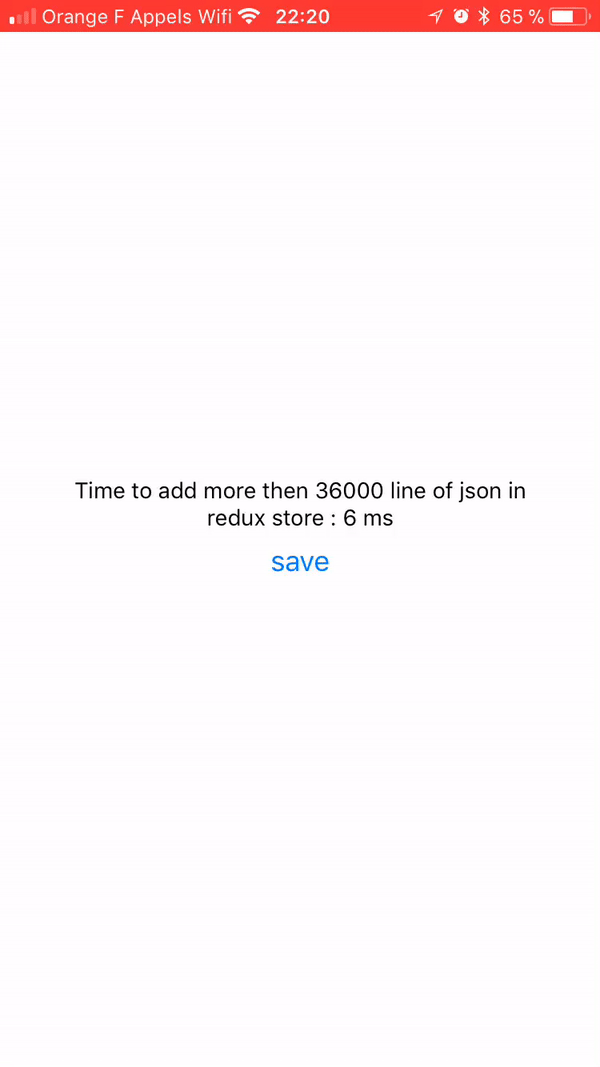 Orange F Appels Wifi 22:20 65 %
Time to add more then 36000 line of json in
redux store : 6 ms
save